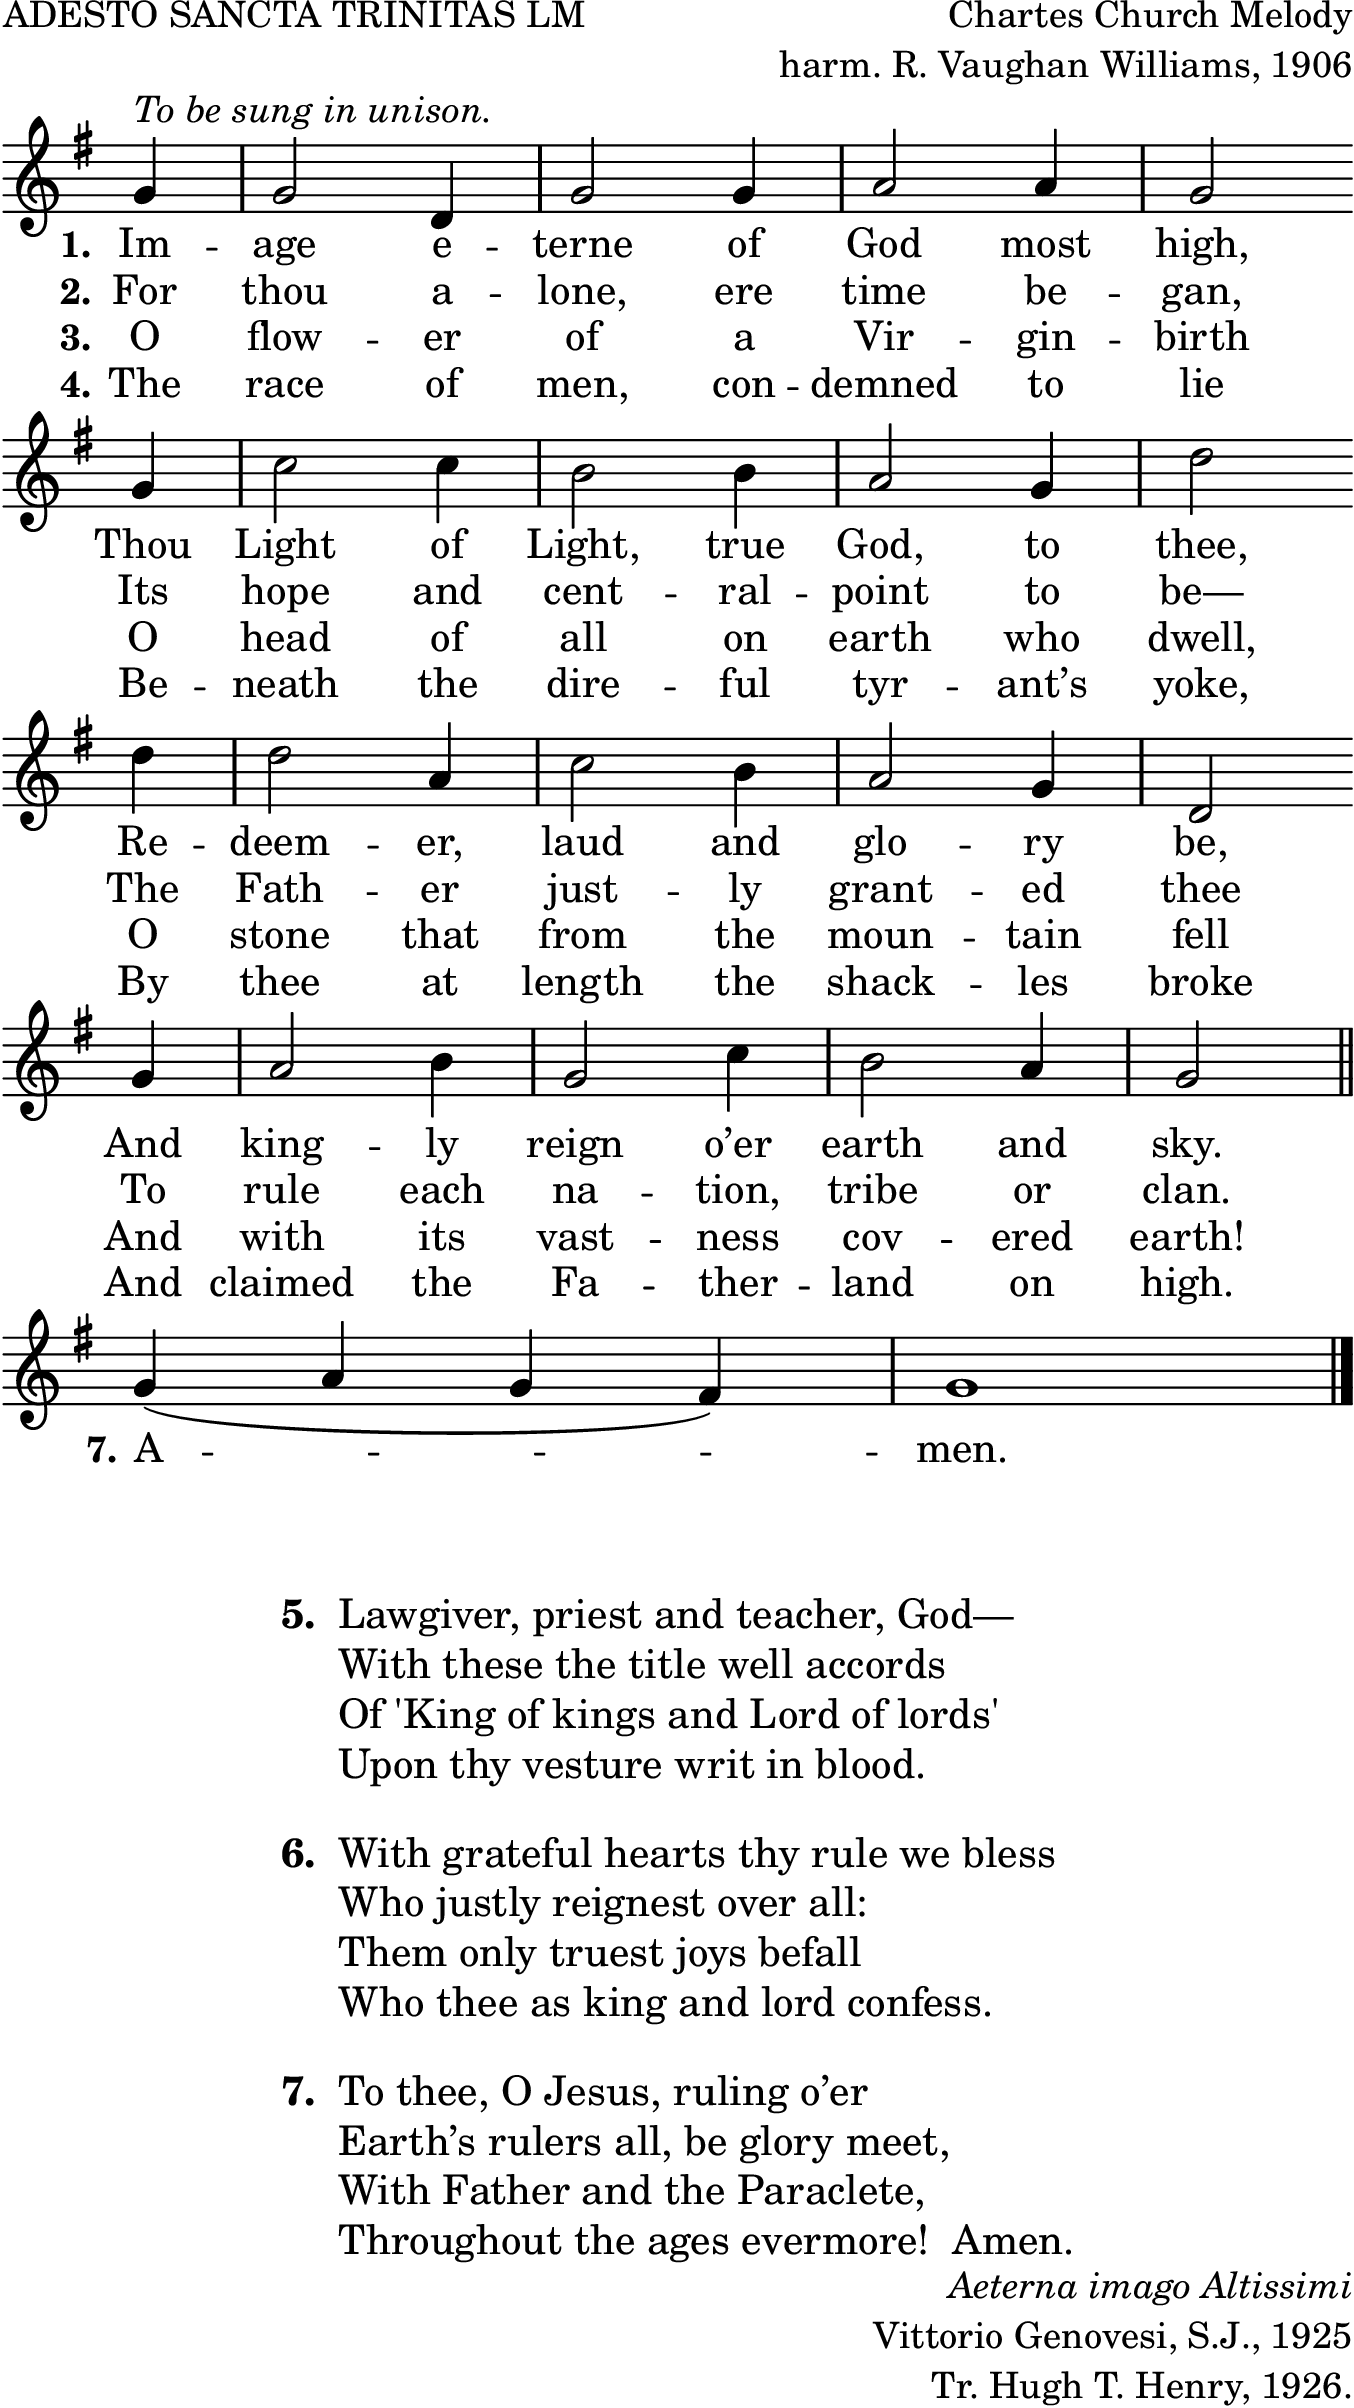 ADESTO SANCTA TRINITAS LM
Chartes Church Melody
harm. R. Vaughan Williams, 1906
To be sung in unison.
1. Im -- age e -- terne of God most high,
2. For thou a -- lone, ere time be -- gan,
3. O flow -- er of a Vir -- gin -- birth
4. The race of men, con -- demned to lie
Thou Light of Light, true God, to thee,
Its hope and cent -- ral -- point to be—
O head of all on earth who dwell,
Be -- neath the dire -- ful tyr -- ant’s yoke,
Re -- deem -- er, laud and glo -- ry be,
The Fath -- er just -- ly grant -- ed thee
O stone that from the moun -- tain fell
By thee at length the shack -- les broke
And king -- ly reign o’er earth and sky.
To rule each na -- tion, tribe or clan.
And with its vast -- ness cov -- ered earth!
And claimed the Fa -- ther -- land on high.
7. A -- -- -- -- -- men.
5. Lawgiver, priest and teacher, God—
With these the title well accords
Of 'King of kings and Lord of lords'
Upon thy vesture writ in blood.
6. With grateful hearts thy rule we bless
Who justly reignest over all:
Them only truest joys befall
Who thee as king and lord confess.
7. To thee, O Jesus, ruling o’er
Earth’s rulers all, be glory meet,
With Father and the Paraclete,
Throughout the ages evermore!  Amen.
Aeterna imago Altissimi
Vittorio Genovesi, S.J., 1925
Tr. Hugh T. Henry, 1926.